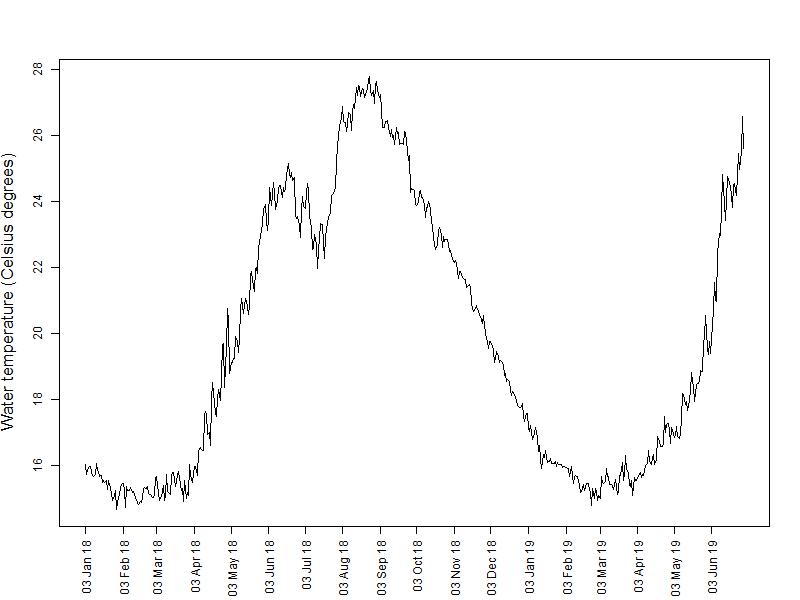 Water temperature (Celsius degrees)
28
26
24
22
20
18
16
03 Jan 18
03 Feb 18
03 Mar 18
03 Apr 18
03 May 18
03 Jun 18
03 Jul 18
03 Aug 18
03 Sep 18
03 Oct 18
03 Nov 18
03 Dec 18
03 Jan 19
03 Feb 19
03 Mar 19
03 Apr 19
03 May 19
03 Jun 19